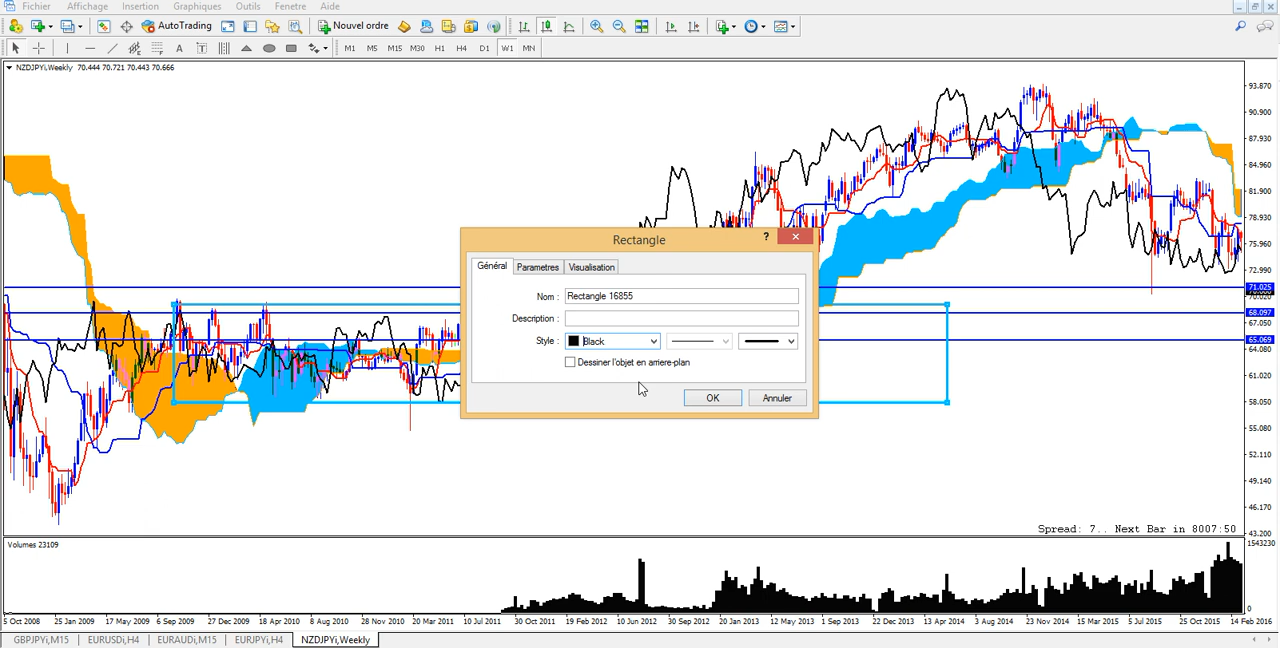 Fichier Affichage Insertion Graphiques Outils Fenetre Aide
AutoTrading Nouvel ordre
A T M1 M5 M15 M30 H1 H4 D1 W1 MN
NZDJPYi,Weekly 70.444 70.721 70.443 70.666
93.870
90.900
87.930
84.960
81.900
78.930
75.960
72.990
71.025
70.020
68.097
67.050
65.069
64.080
61.020
58.050
55.080
52.110
49.140
46.170
43.200
Rectangle
?
Général Parametres Visualisation
Nom : Rectangle 16855
Description :
Style : Black
Dessiner l'objet en arriere-plan
OK Annuler
Spread: 7.. Next Bar in 8007:50
Volumes 23109
1543230
0
5 Oct 2008 25 Jan 2009 17 May 2009 6 Sep 2009 27 Dec 2009 18 Apr 2010 8 Aug 2010 28 Nov 2010 20 Mar 2011 10 Jul 2011 30 Oct 2011 19 Feb 2012 10 Jun 2012 30 Sep 2012 20 Jan 2013 12 May 2013 1 Sep 2013 22 Dec 2013 13 Apr 2014 3 Aug 2014 23 Nov 2014 15 Mar 2015 5 Jul 2015 25 Oct 2015 14 Feb 2016
GBPJPYi,M15 EURUSDi,H4 EURAUDi,M15 EURJPYi,H4 NZDJPYi,Weekly